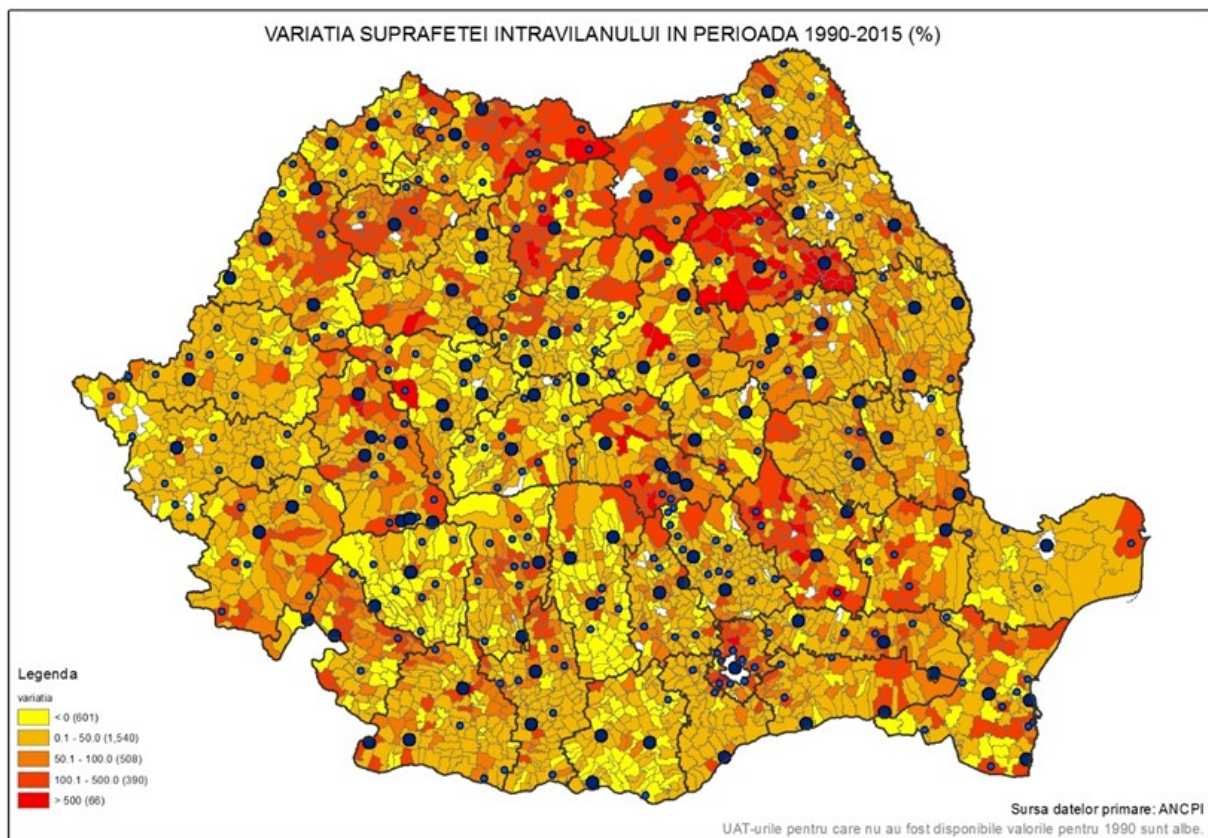 VARIATIA SUPRAFETEI INTRAVILANULUI IN PERIOADA 1990-2015 (%)
Legenda
variatia
< 0 (601)
0.1 - 50.0 (1,540)
50.1 - 100.0 (508)
100.1 - 500.0 (390)
> 500 (66)
Sursa datelor primare: ANCPI
UAT-urile pentru care nu au fost disponibile valorile pentru 1990 sunt albe.